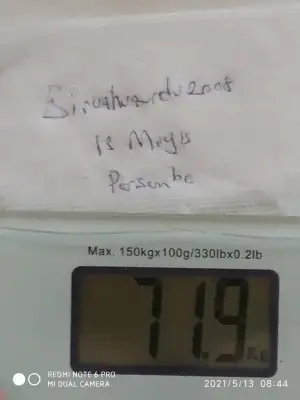 13 Mayıs
Persembe
Max. 150kgx100g/330lbx0.2lb
71.9 KG
REDMI NOTE 6 PRO
MI DUAL CAMERA
2021/5/13 08:44